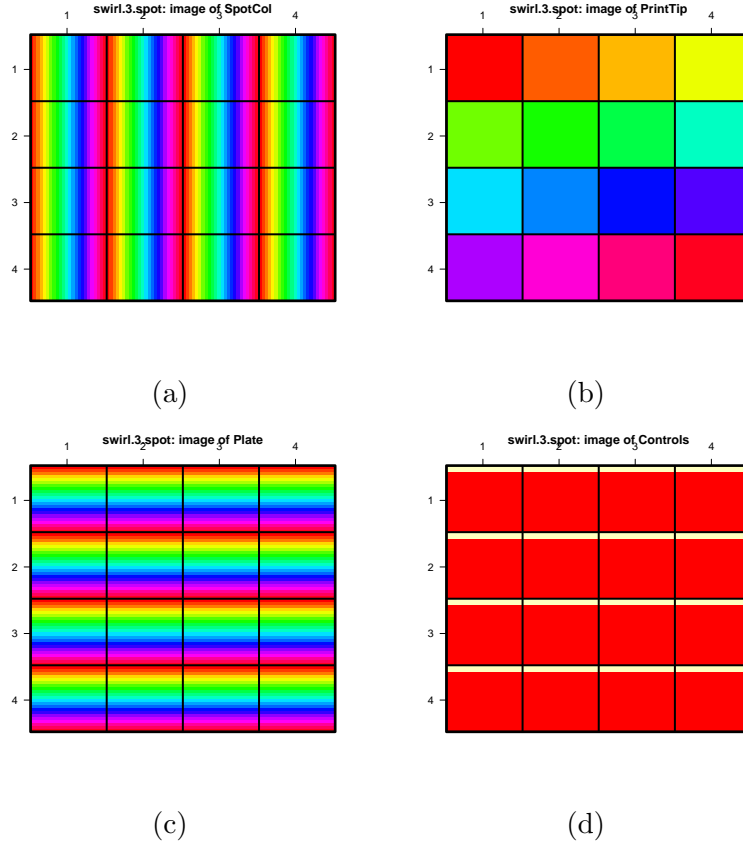 swirl.3.spot: image of SpotCol
1 2 3 4
1
2
3
4
(a)
swirl.3.spot: image of PrintTip
1 2 3 4
1
2
3
4
(b)
swirl.3.spot: image of Plate
1 2 3 4
1
2
3
4
(c)
swirl.3.spot: image of Controls
1 2 3 4
1
2
3
4
(d)